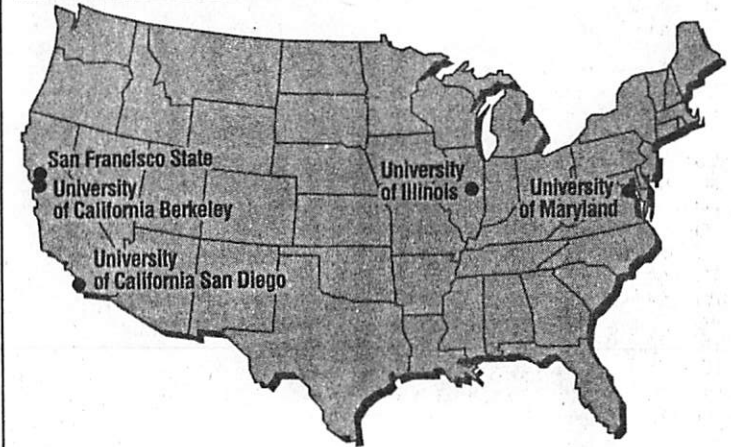 San Francisco State
University
of California Berkeley
University
of California San Diego
University
of Illinois
University
of Maryland